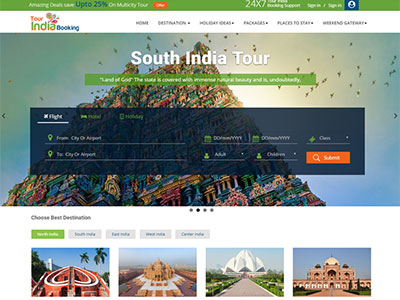 Amazing Deals save Upto 25% On Multicity Tour Offer
24X7 Tour India Booking Support
Sign in / Sign in
Tour
India
Booking
HOME DESTINATION HOLIDAY IDEAS PACKAGES PLACES TO STAY WEEKEND GATEWAY
South India Tour
"Land of God" The state is covered with immense natural beauty and is, undoubtedly,
Flight Hotel Holiday
From: City Or Airport DD/MM/YYYY DD/MM/YYYY Class
To: City Or Airport Adult Children Submit
Choose Best Destination
North India South India East India West India Center India